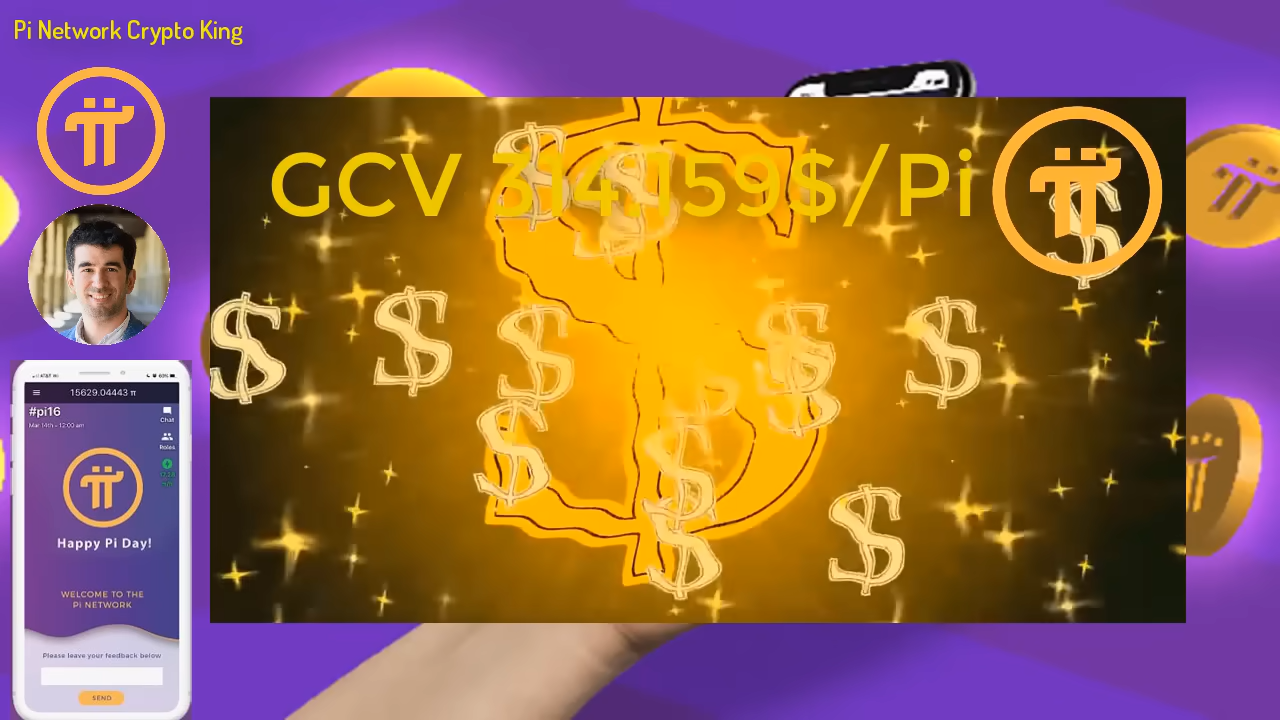 Pi Network Crypto King
GCV 314.159$/Pi
15629.04443 π
#pi16
Mar 14th - 12:00 am
Chat
Roles
Happy Pi Day!
WELCOME TO THE
Pi NETWORK
Please leave your feedback below
SEND